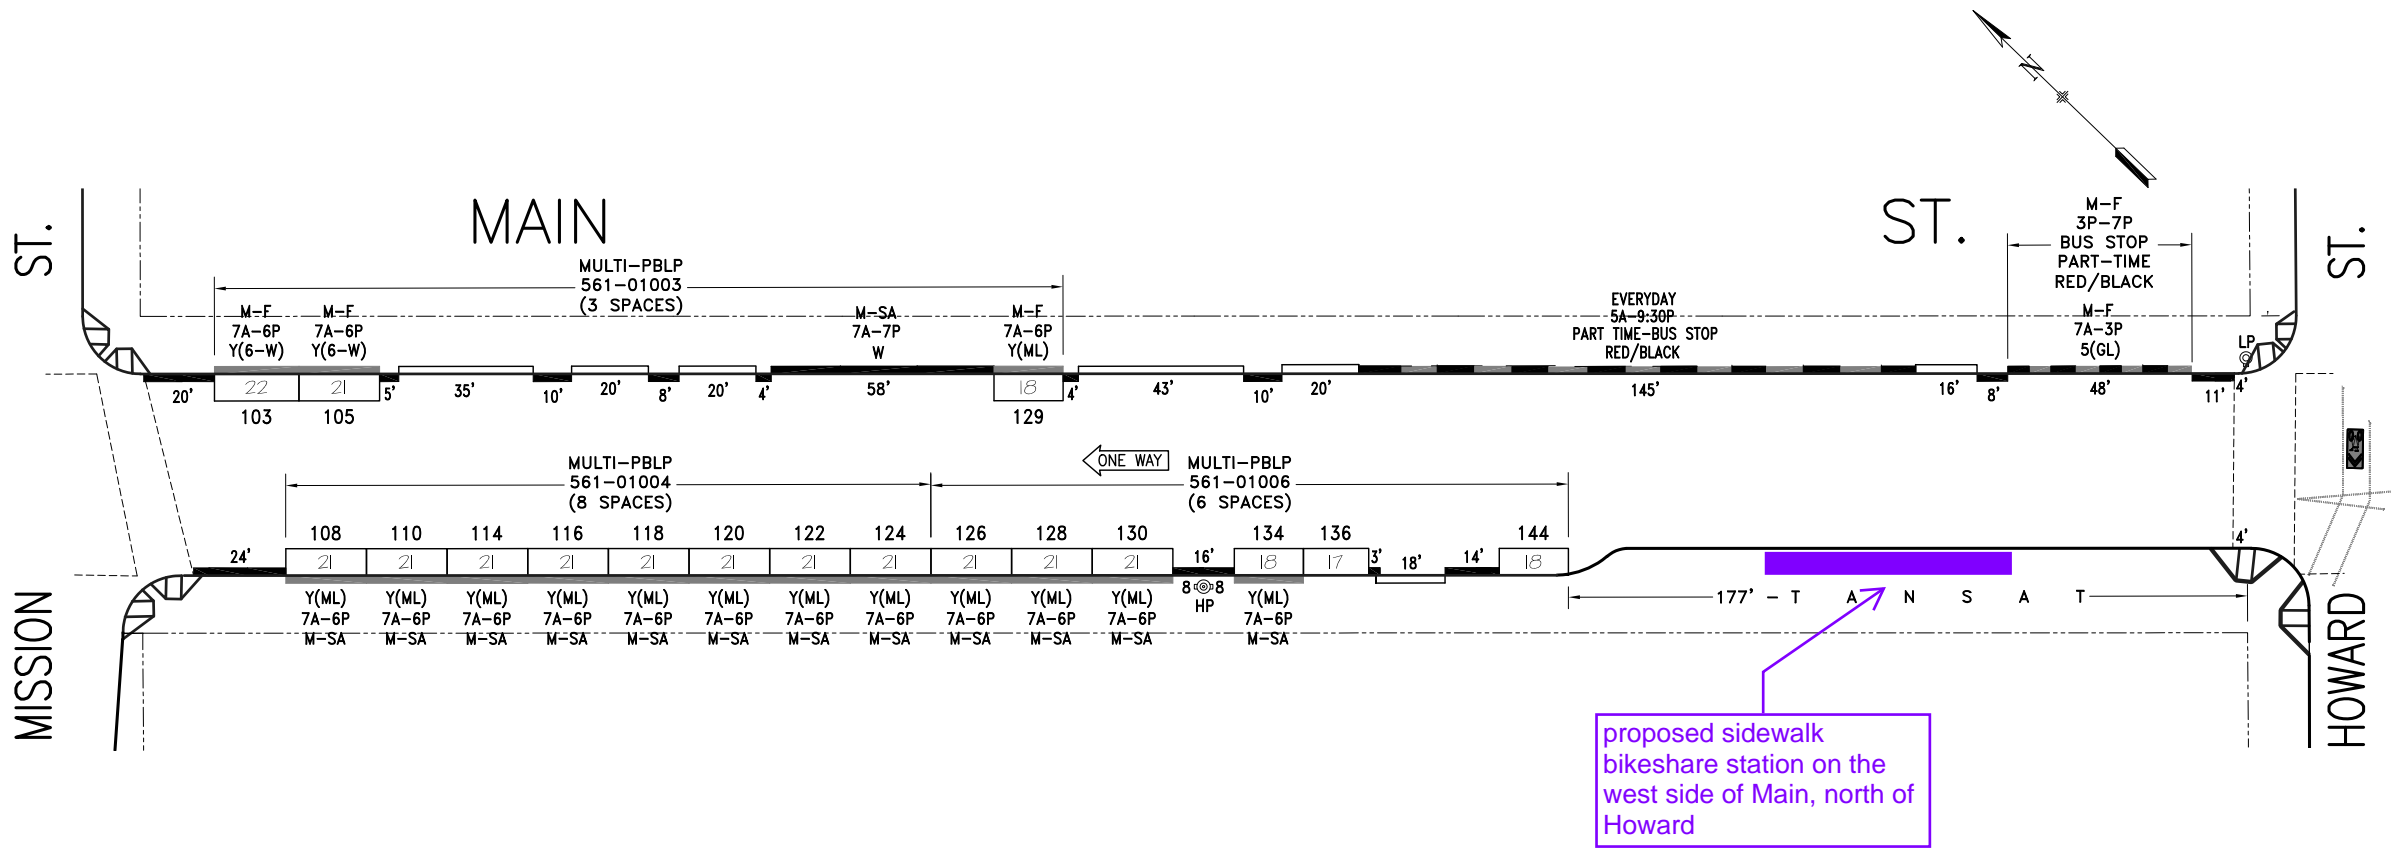 MAIN
ST.
N
ST.
ST.
MULTI-PBLP
561-01003
(3 SPACES)
M-F
7A-6P
Y(6-W)
M-F
7A-6P
Y(6-W)
M-SA
7A-7P
W
M-F
7A-6P
Y(ML)
EVERYDAY
5A-9:30P
PART TIME-BUS STOP
RED/BLACK
M-F
3P-7P
BUS STOP
PART-TIME
RED/BLACK
M-F
7A-3P
5(GL)
LP
20' 22 21 5' 35' 10' 20' 8' 20' 4' 58' 18 4' 43' 10' 20' 145' 16' 8' 48' 11' 4'
103 105 129
ONE WAY
MULTI-PBLP
561-01004
(8 SPACES)
MULTI-PBLP
561-01006
(6 SPACES)
108 110 114 116 118 120 122 124 126 128 130 134 136 144
24' 21 21 21 21 21 21 21 21 21 21 21 16' 18 17 3' 18' 14' 18 4'
8 8
HP
Y(ML) Y(ML) Y(ML) Y(ML) Y(ML) Y(ML) Y(ML) Y(ML) Y(ML) Y(ML) Y(ML) Y(ML)
7A-6P 7A-6P 7A-6P 7A-6P 7A-6P 7A-6P 7A-6P 7A-6P 7A-6P 7A-6P 7A-6P 7A-6P
M-SA M-SA M-SA M-SA M-SA M-SA M-SA M-SA M-SA M-SA M-SA M-SA
177' - T A N S A T
MISSION
HOWARD
proposed sidewalk
bikeshare station on the
west side of Main, north of
Howard